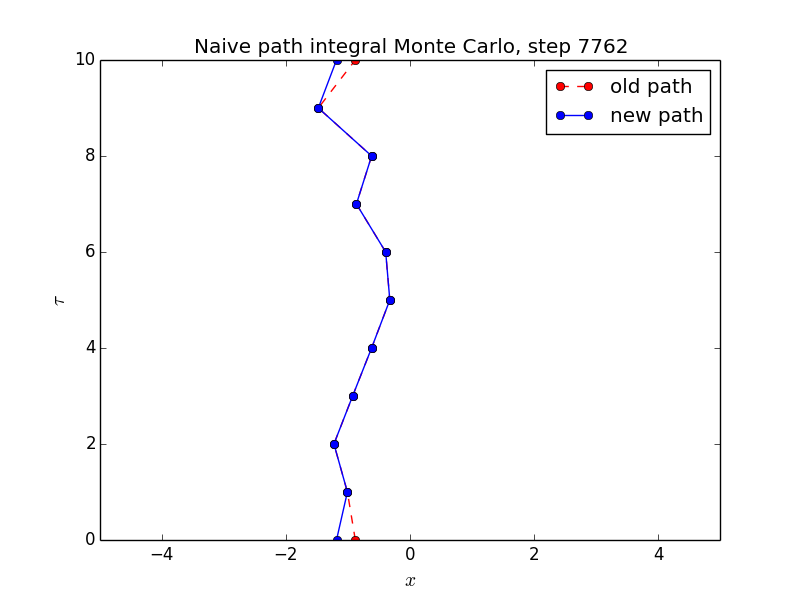 Naive path integral Monte Carlo, step 7762
old path
new path
10
8
6
4
2
0
τ
−4
−2
0
2
4
x